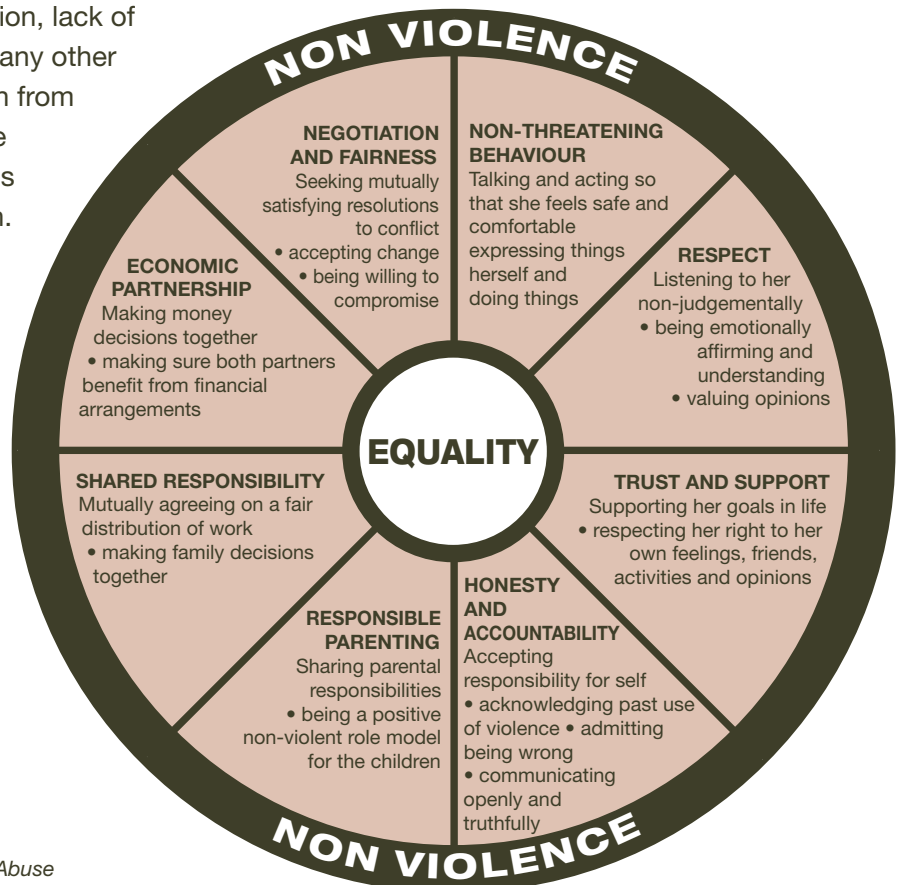 ion, lack of
any other
n from
e
s
n.
NON VIOLENCE
NEGOTIATION
AND FAIRNESS
Seeking mutually
satisfying resolutions
to conflict
• accepting change
• being willing to
compromise
NON-THREATENING
BEHAVIOUR
Talking and acting so
that she feels safe and
comfortable
expressing things
herself and
doing things
RESPECT
Listening to her
non-judgementally
• being emotionally
affirming and
understanding
• valuing opinions
TRUST AND SUPPORT
Supporting her goals in life
• respecting her right to her
own feelings, friends,
activities and opinions
HONESTY
AND
ACCOUNTABILITY
Accepting
responsibility for self
• acknowledging past use
of violence • admitting
being wrong
• communicating
openly and
truthfully
RESPONSIBLE
PARENTING
Sharing parental
responsibilities
• being a positive
non-violent role model
for the children
SHARED RESPONSIBILITY
Mutually agreeing on a fair
distribution of work
• making family decisions
together
ECONOMIC
PARTNERSHIP
Making money
decisions together
• making sure both partners
benefit from financial
arrangements
EQUALITY
NON VIOLENCE
Abuse